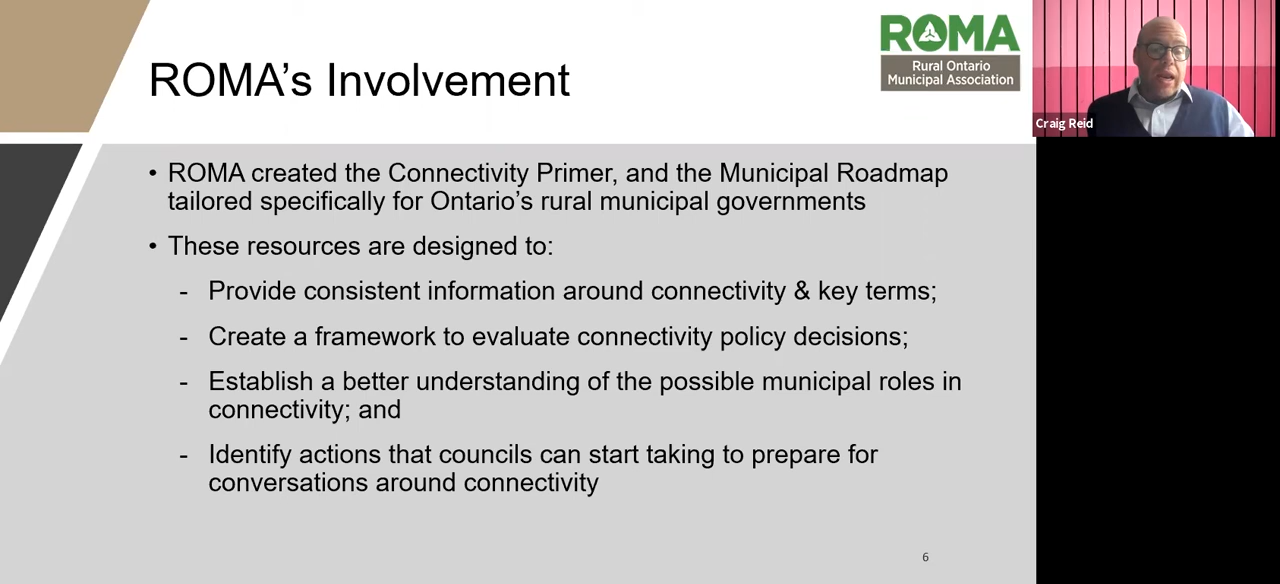 ROMA
Rural Ontario
Municipal Association
Craig Reid
ROMA’s Involvement
• ROMA created the Connectivity Primer, and the Municipal Roadmap
tailored specifically for Ontario’s rural municipal governments
• These resources are designed to:
- Provide consistent information around connectivity & key terms;
- Create a framework to evaluate connectivity policy decisions;
- Establish a better understanding of the possible municipal roles in
connectivity; and
- Identify actions that councils can start taking to prepare for
conversations around connectivity
6